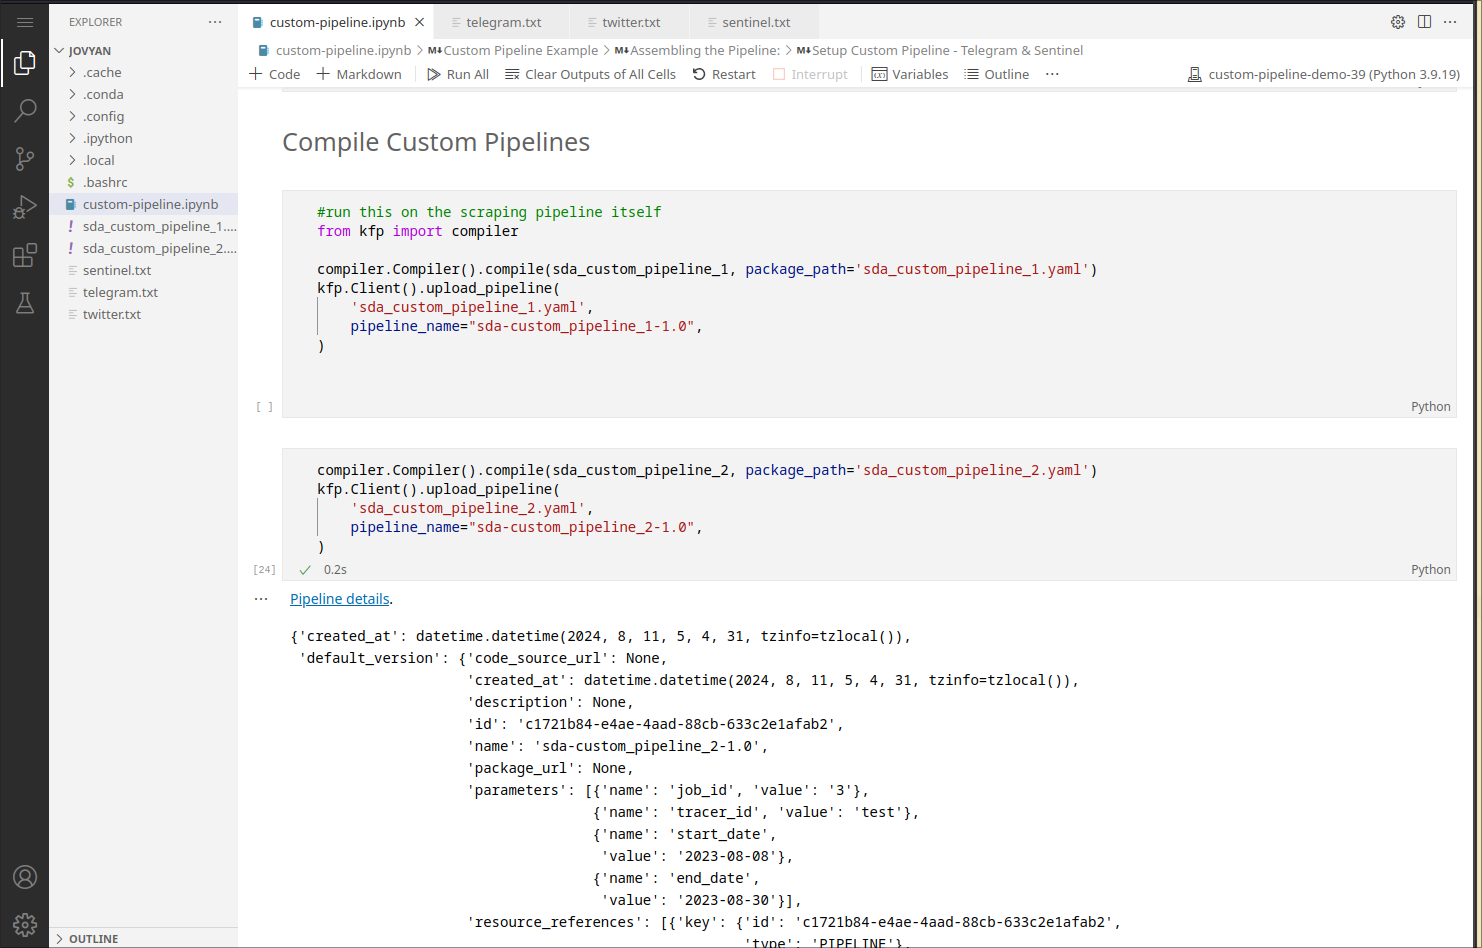 EXPLORER
JOVYAN
.cache
.conda
.config
.ipython
.local
$ .bashrc
custom-pipeline.ipynb
! sda_custom_pipeline_1....
! sda_custom_pipeline_2....
sentinel.txt
telegram.txt
twitter.txt
OUTLINE
custom-pipeline.ipynb telegram.txt twitter.txt sentinel.txt
custom-pipeline.ipynb > M↓Custom Pipeline Example > M↓Assembling the Pipeline: > M↓Setup Custom Pipeline - Telegram & Sentinel
+ Code + Markdown Run All Clear Outputs of All Cells Restart Interrupt Variables Outline ··· custom-pipeline-demo-39 (Python 3.9.19)
Compile Custom Pipelines
#run this on the scraping pipeline itself
from kfp import compiler
compiler.Compiler().compile(sda_custom_pipeline_1, package_path='sda_custom_pipeline_1.yaml')
kfp.Client().upload_pipeline(
'sda_custom_pipeline_1.yaml',
pipeline_name="sda-custom_pipeline_1-1.0",
)
[ ] Python
compiler.Compiler().compile(sda_custom_pipeline_2, package_path='sda_custom_pipeline_2.yaml')
kfp.Client().upload_pipeline(
'sda_custom_pipeline_2.yaml',
pipeline_name="sda-custom_pipeline_2-1.0",
)
[24] ✓ 0.2s Python
··· Pipeline details.
{'created_at': datetime.datetime(2024, 8, 11, 5, 4, 31, tzinfo=tzlocal()),
'default_version': {'code_source_url': None,
'created_at': datetime.datetime(2024, 8, 11, 5, 4, 31, tzinfo=tzlocal()),
'description': None,
'id': 'c1721b84-e4ae-4aad-88cb-633c2e1afab2',
'name': 'sda-custom_pipeline_2-1.0',
'package_url': None,
'parameters': [{'name': 'job_id', 'value': '3'},
{'name': 'tracer_id', 'value': 'test'},
{'name': 'start_date',
'value': '2023-08-08'},
{'name': 'end_date',
'value': '2023-08-30'}],
'resource_references': [{'key': {'id': 'c1721b84-e4ae-4aad-88cb-633c2e1afab2',
'type': 'PIPELINE'},